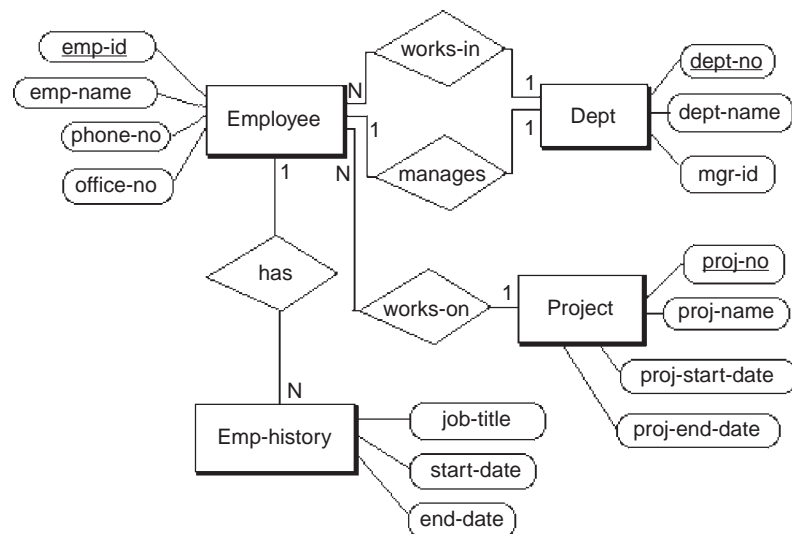 emp-id
works-in
dept-no
N
1
emp-name
Employee
Dept
dept-name
1
1
phone-no
N
manages
mgr-id
office-no
1
has
proj-no
works-on
1
Project
proj-name
proj-start-date
N
job-title
proj-end-date
Emp-history
start-date
end-date